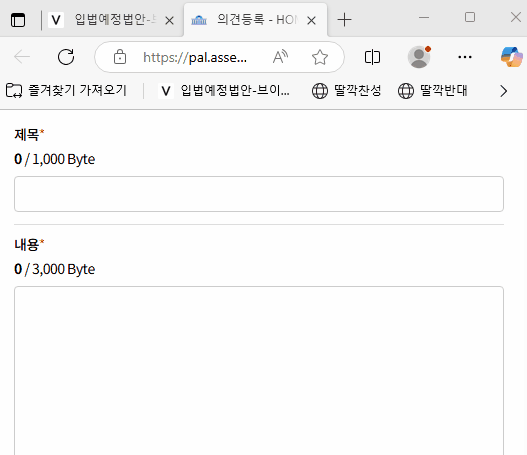 V 입법예정법안-브 의견등록 - HON
https://pal.asse...
즐겨찾기 가져오기 V 입법예정법안-브이... 딸깍찬성 딸깍반대
제목*
0 / 1,000 Byte
내용*
0 / 3,000 Byte